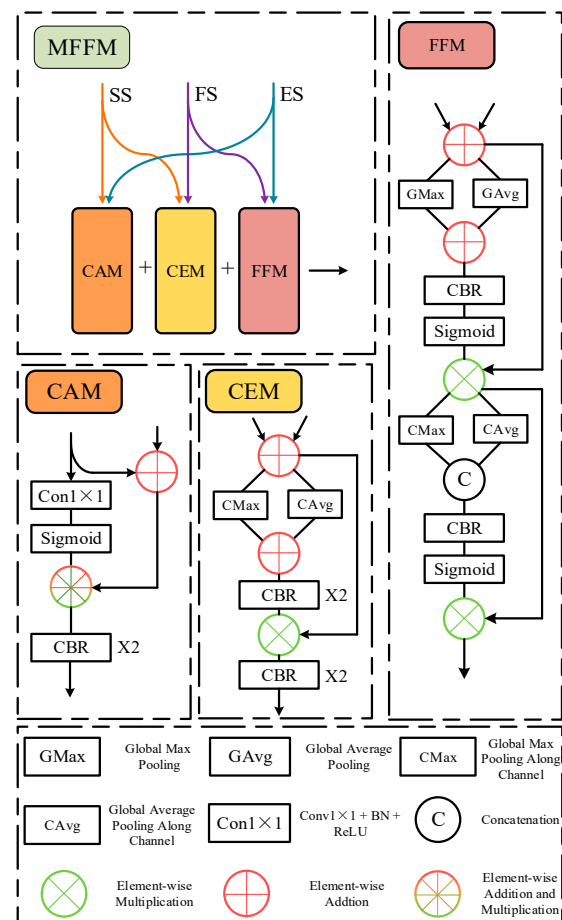 MFFM
SS
FS
ES
CAM
+
CEM
+
FFM
FFM
GMax
GAvg
CBR
Sigmoid
CMax
CAvg
C
CBR
Sigmoid
CAM
Con1×1
Sigmoid
CBR
X2
CEM
CMax
CAvg
CBR
X2
CBR
X2
GMax
Global Max
Pooling
GAvg
Global Average
Pooling
CMax
Global Max
Pooling Along
Channel
CAvg
Global Average
Pooling Along
Channel
Con1×1
Conv1×1 + BN +
ReLU
C
Concatenation
Element-wise
Multiplication
Element-wise
Addition
Element-wise
Addition and
Multiplication